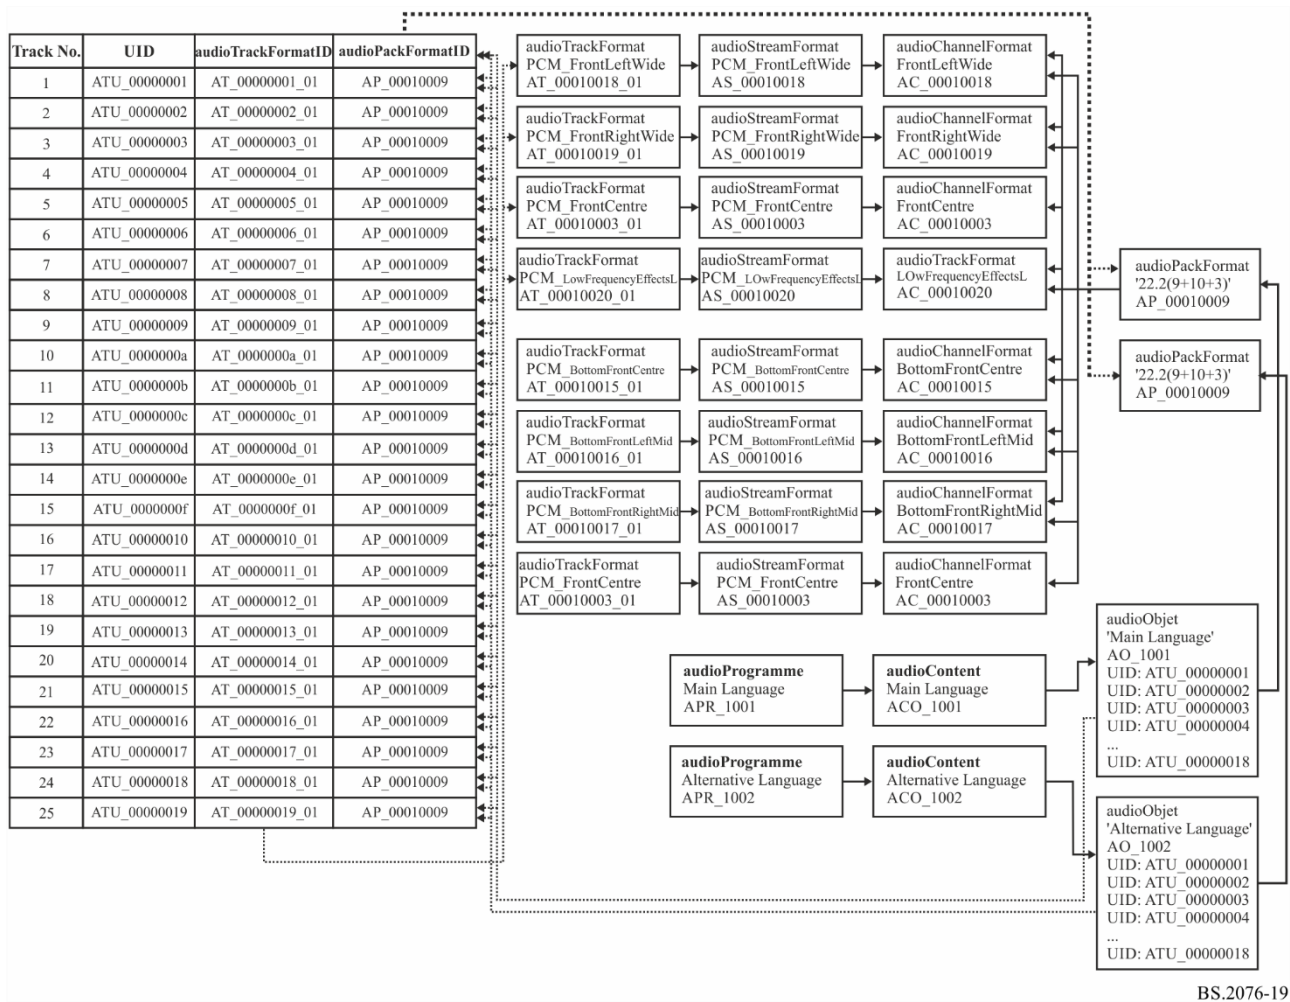 Track No. UID audioTrackFormatID audioPackFormatID
1 ATU_00000001 AT_00000001_01 AP_00010009
2 ATU_00000002 AT_00000002_01 AP_00010009
3 ATU_00000003 AT_00000003_01 AP_00010009
4 ATU_00000004 AT_00000004_01 AP_00010009
5 ATU_00000005 AT_00000005_01 AP_00010009
6 ATU_00000006 AT_00000006_01 AP_00010009
7 ATU_00000007 AT_00000007_01 AP_00010009
8 ATU_00000008 AT_00000008_01 AP_00010009
9 ATU_00000009 AT_00000009_01 AP_00010009
10 ATU_0000000a AT_0000000a_01 AP_00010009
11 ATU_0000000b AT_0000000b_01 AP_00010009
12 ATU_0000000c AT_0000000c_01 AP_00010009
13 ATU_0000000d AT_0000000d_01 AP_00010009
14 ATU_0000000e AT_0000000e_01 AP_00010009
15 ATU_0000000f AT_0000000f_01 AP_00010009
16 ATU_00000010 AT_00000010_01 AP_00010009
17 ATU_00000011 AT_00000011_01 AP_00010009
18 ATU_00000012 AT_00000012_01 AP_00010009
19 ATU_00000013 AT_00000013_01 AP_00010009
20 ATU_00000014 AT_00000014_01 AP_00010009
21 ATU_00000015 AT_00000015_01 AP_00010009
22 ATU_00000016 AT_00000016_01 AP_00010009
23 ATU_00000017 AT_00000017_01 AP_00010009
24 ATU_00000018 AT_00000018_01 AP_00010009
25 ATU_00000019 AT_00000019_01 AP_00010009
audioTrackFormat
PCM_FrontLeftWide
AT_00010018_01
audioStreamFormat
PCM_FrontLeftWide
AS_00010018
audioChannelFormat
FrontLeftWide
AC_00010018
audioTrackFormat
PCM_FrontRightWide
AT_00010019_01
audioStreamFormat
PCM_FrontRightWide
AS_00010019
audioChannelFormat
FrontRightWide
AC_00010019
audioTrackFormat
PCM_FrontCentre
AT_00010003_01
audioStreamFormat
PCM_FrontCentre
AS_00010003
audioChannelFormat
FrontCentre
AC_00010003
audioTrackFormat
PCM_LowFrequencyEffectsL
AT_00010020_01
audioStreamFormat
PCM_LOwFrequencyEffectsL
AS_00010020
audioTrackFormat
LOwFrequencyEffectsL
AC_00010020
audioTrackFormat
PCM_BottomFrontCentre
AT_00010015_01
audioStreamFormat
PCM_BottomFrontCentre
AS_00010015
audioChannelFormat
BottomFrontCentre
AC_00010015
audioTrackFormat
PCM_BottomFrontLeftMid
AT_00010016_01
audioStreamFormat
PCM_BottomFrontLeftMid
AS_00010016
audioChannelFormat
BottomFrontLeftMid
AC_00010016
audioTrackFormat
PCM_BottomFrontRightMid
AT_00010017_01
audioStreamFormat
PCM_BottomFrontRightMid
AS_00010017
audioChannelFormat
BottomFrontRightMid
AC_00010017
audioTrackFormat
PCM_FrontCentre
AT_00010003_01
audioStreamFormat
PCM_FrontCentre
AS_00010003
audioChannelFormat
FrontCentre
AC_00010003
audioPackFormat
'22.2(9+10+3)'
AP_00010009
audioPackFormat
'22.2(9+10+3)'
AP_00010009
audioProgramme
Main Language
APR_1001
audioContent
Main Language
ACO_1001
audioObjet
'Main Language'
AO_1001
UID: ATU_00000001
UID: ATU_00000002
UID: ATU_00000003
UID: ATU_00000004
...
UID: ATU_00000018
audioProgramme
Alternative Language
APR_1002
audioContent
Alternative Language
ACO_1002
audioObjet
'Alternative Language'
AO_1002
UID: ATU_00000001
UID: ATU_00000002
UID: ATU_00000003
UID: ATU_00000004
...
UID: ATU_00000018
BS.2076-19